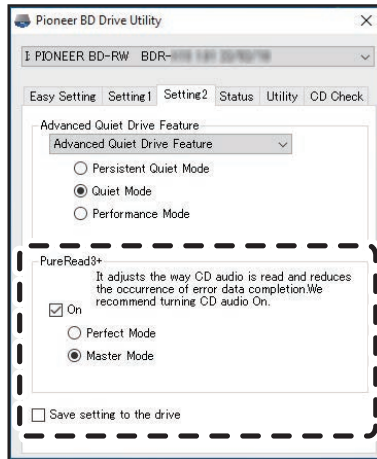 Pioneer BD Drive Utility
I: PIONEER BD-RW BDR-
Easy Setting Setting1 Setting2 Status Utility CD Check
Advanced Quiet Drive Feature
Advanced Quiet Drive Feature
Persistent Quiet Mode
Quiet Mode
Performance Mode
PureRead3+
It adjusts the way CD audio is read and reduces
the occurrence of error data completion.We
recommend turning CD audio On.
On
Perfect Mode
Master Mode
Save setting to the drive